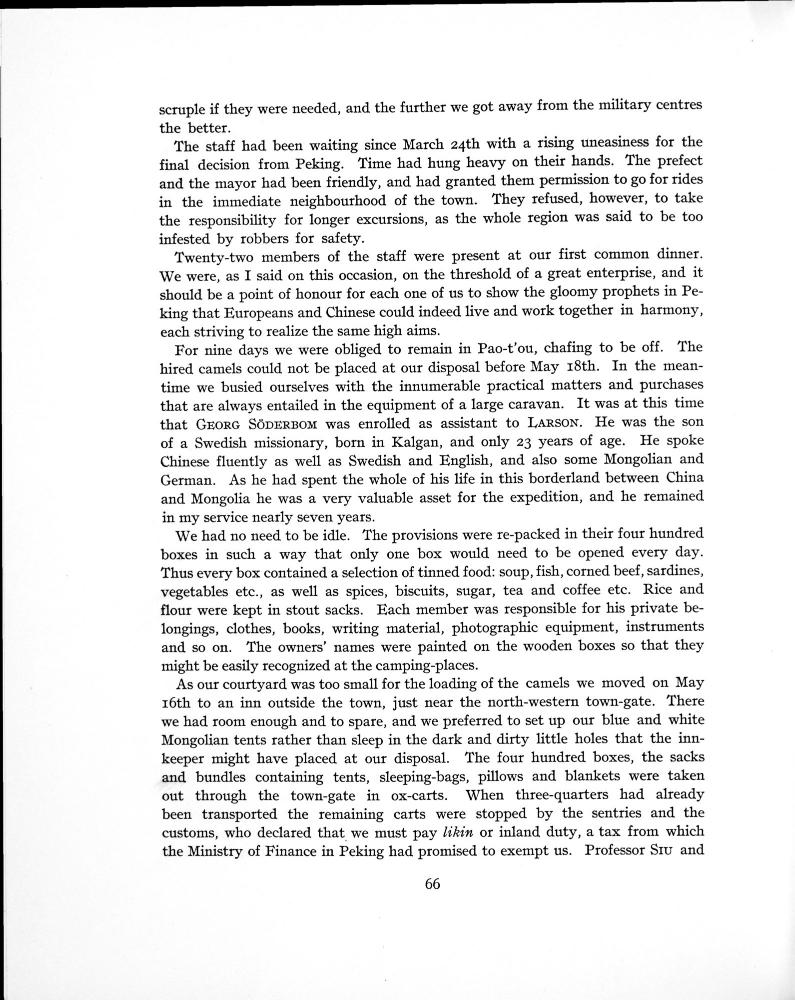 scruple if they were needed, and the further we got away from the military centres
the better.
The staff had been waiting since March 24th with a rising uneasiness for the
final decision from Peking. Time had hung heavy on their hands. The prefect
and the mayor had been friendly, and had granted them permission to go for rides
in the immediate neighbourhood of the town. They refused, however, to take
the responsibility for longer excursions, as the whole region was said to be too
infested by robbers for safety.
Twenty-two members of the staff were present at our first common dinner.
We were, as I said on this occasion, on the threshold of a great enterprise, and it
should be a point of honour for each one of us to show the gloomy prophets in Pe-
king that Europeans and Chinese could indeed live and work together in harmony,
each striving to realize the same high aims.
For nine days we were obliged to remain in Pao-t'ou, chafing to be off. The
hired camels could not be placed at our disposal before May 18th. In the mean-
time we busied ourselves with the innumerable practical matters and purchases
that are always entailed in the equipment of a large caravan. It was at this time
that GEORG SÖDERBOM was enrolled as assistant to LARSON. He was the son
of a Swedish missionary, born in Kalgan, and only 23 years of age. He spoke
Chinese fluently as well as Swedish and English, and also some Mongolian and
German. As he had spent the whole of his life in this borderland between China
and Mongolia he was a very valuable asset for the expedition, and he remained
in my service nearly seven years.
We had no need to be idle. The provisions were re-packed in their four hundred
boxes in such a way that only one box would need to be opened every day.
Thus every box contained a selection of tinned food: soup, fish, corned beef, sardines,
vegetables etc., as well as spices, biscuits, sugar, tea and coffee etc. Rice and
flour were kept in stout sacks. Each member was responsible for his private be-
longings, clothes, books, writing material, photographic equipment, instruments
and so on. The owners' names were painted on the wooden boxes so that they
might be easily recognized at the camping-places.
As our courtyard was too small for the loading of the camels we moved on May
16th to an inn outside the town, just near the north-western town-gate. There
we had room enough and to spare, and we preferred to set up our blue and white
Mongolian tents rather than sleep in the dark and dirty little holes that the inn-
keeper might have placed at our disposal. The four hundred boxes, the sacks
and bundles containing tents, sleeping-bags, pillows and blankets were taken
out through the town-gate in ox-carts. When three-quarters had already
been transported the remaining carts were stopped by the sentries and the
customs, who declared that we must pay likin or inland duty, a tax from which
the Ministry of Finance in Peking had promised to exempt us. Professor SIU and
66